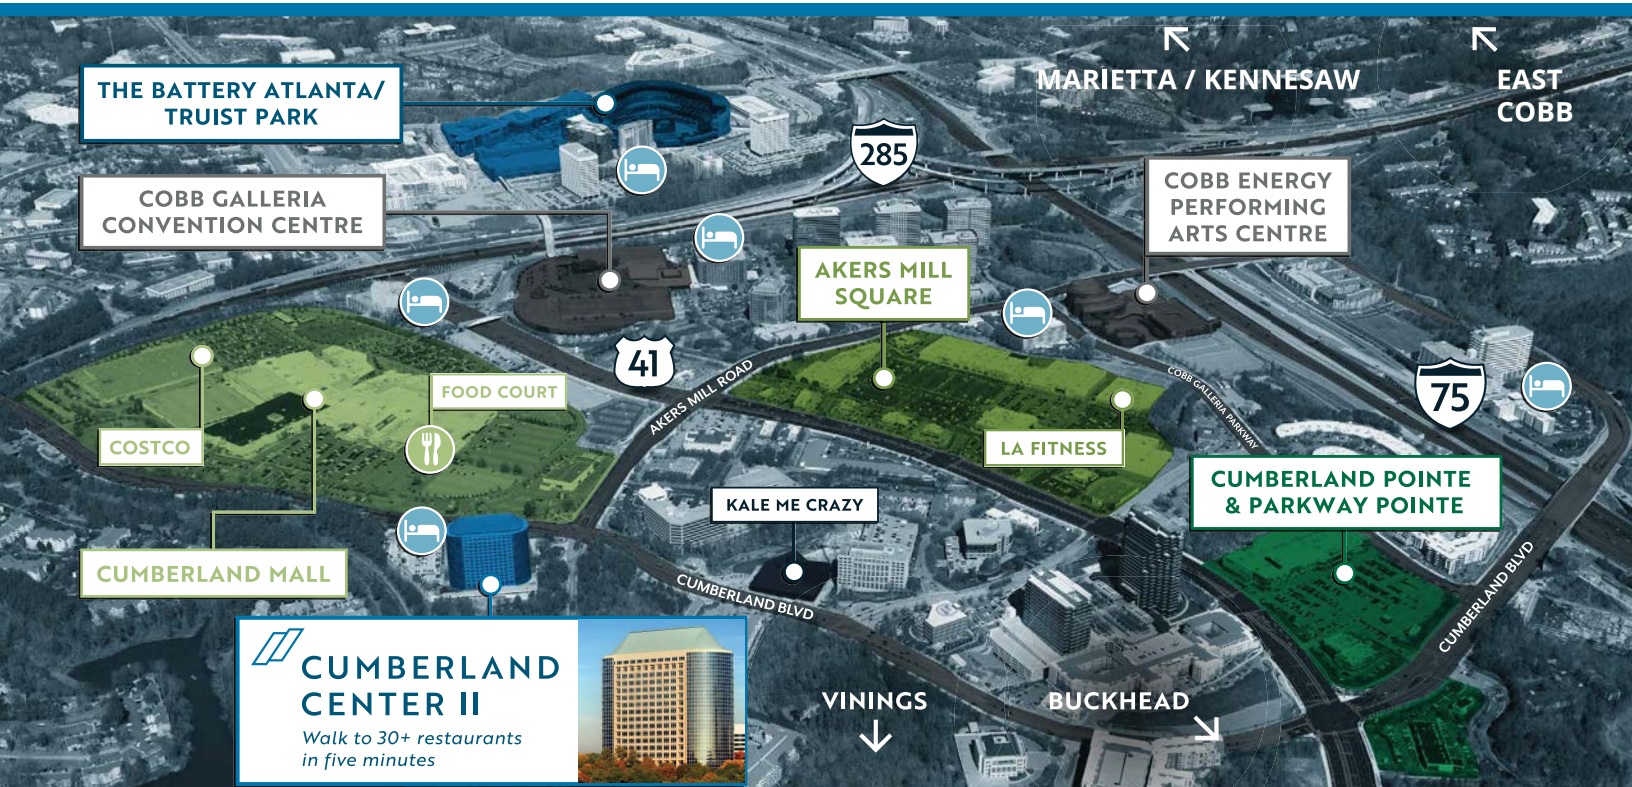 MARIETTA / KENNESAW
EAST
COBB
THE BATTERY ATLANTA/
TRUIST PARK
285
COBB GALLERIA
CONVENTION CENTRE
COBB ENERGY
PERFORMING
ARTS CENTRE
AKERS MILL
SQUARE
41
AKERS MILL ROAD
COBB GALLERIA PARKWAY
75
FOOD COURT
COSTCO
LA FITNESS
CUMBERLAND POINTE
& PARKWAY POINTE
KALE ME CRAZY
CUMBERLAND MALL
CUMBERLAND BLVD
CUMBERLAND BLVD
CUMBERLAND
CENTER II
Walk to 30+ restaurants
in five minutes
VININGS
BUCKHEAD